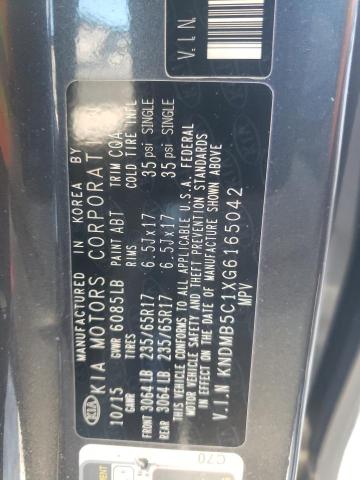 V.I.N.
MANUFACTURED IN KOREA BY
KIA KIA MOTORS CORPORAT
10/15 GVWR 6085LB PAINT ABT TRIM CQA
GAWR TIRES RIMS COLD TIRE INFL
FRONT 3064 LB 235/65R17 6.5Jx17 35 psi SINGLE
REAR 3064 LB 235/65R17 6.5Jx17 35 psi SINGLE
THIS VEHICLE CONFORMS TO ALL APPLICABLE U.S.A. FEDERAL
MOTOR VEHICLE SAFETY AND THEFT PREVENTION
STANDARDS IN EFFECT ON THE DATE OF MANUFACTURE SHOWN ABOVE
V.I.N KNDMB5C1XG6165042
MPV
C70